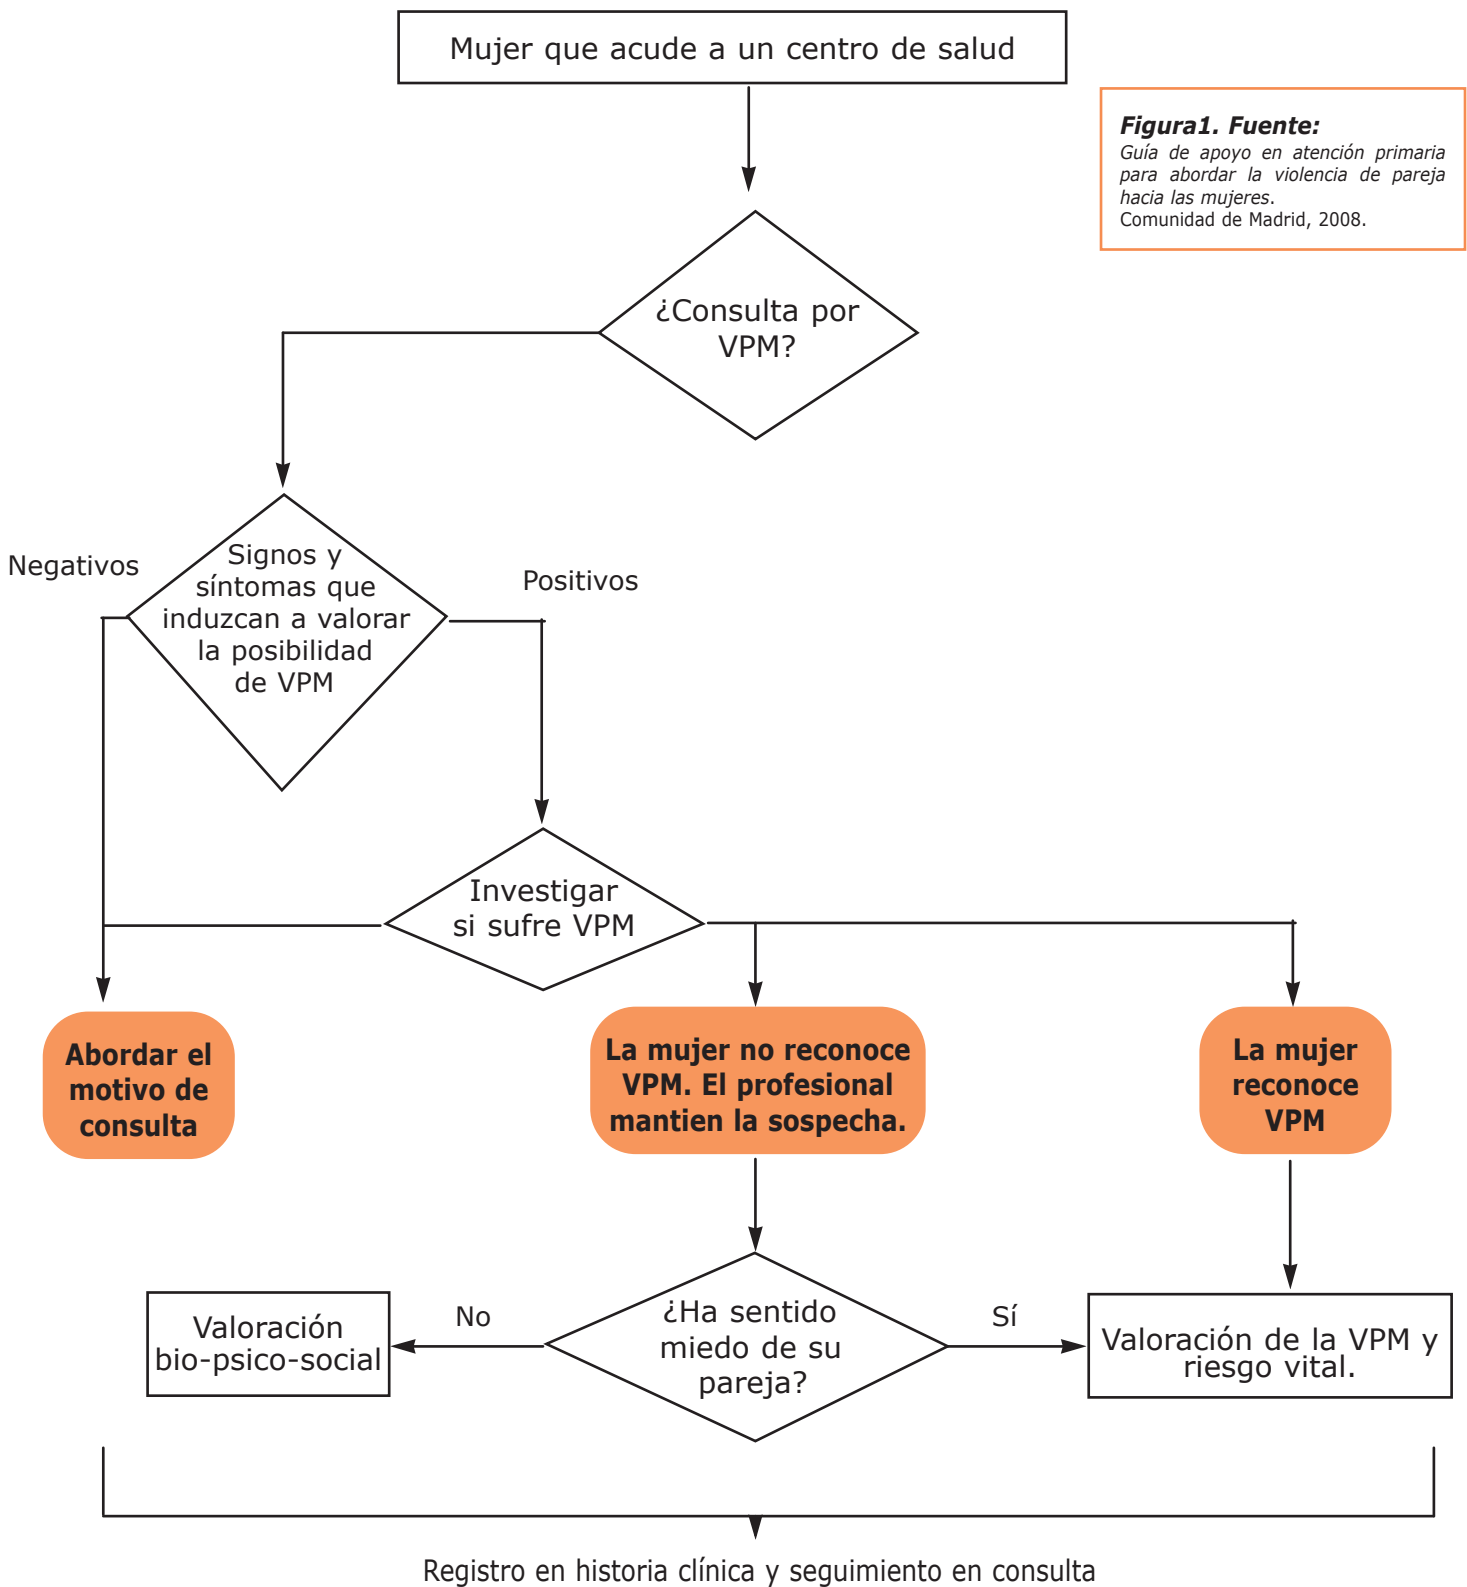 Mujer que acude a un centro de salud
Figura1. Fuente:
Guía de apoyo en atención primaria
para abordar la violencia de pareja
hacia las mujeres.
Comunidad de Madrid, 2008.
¿Consulta por
VPM?
Negativos
Signos y
síntomas que
induzcan a valorar
la posibilidad
de VPM
Positivos
Investigar
si sufre VPM
Abordar el
motivo de
consulta
La mujer no reconoce
VPM. El profesional
mantien la sospecha.
La mujer
reconoce
VPM
Valoración
bio-psico-social
No
¿Ha sentido
miedo de su
pareja?
Sí
Valoración de la VPM y
riesgo vital.
Registro en historia clínica y seguimiento en consulta